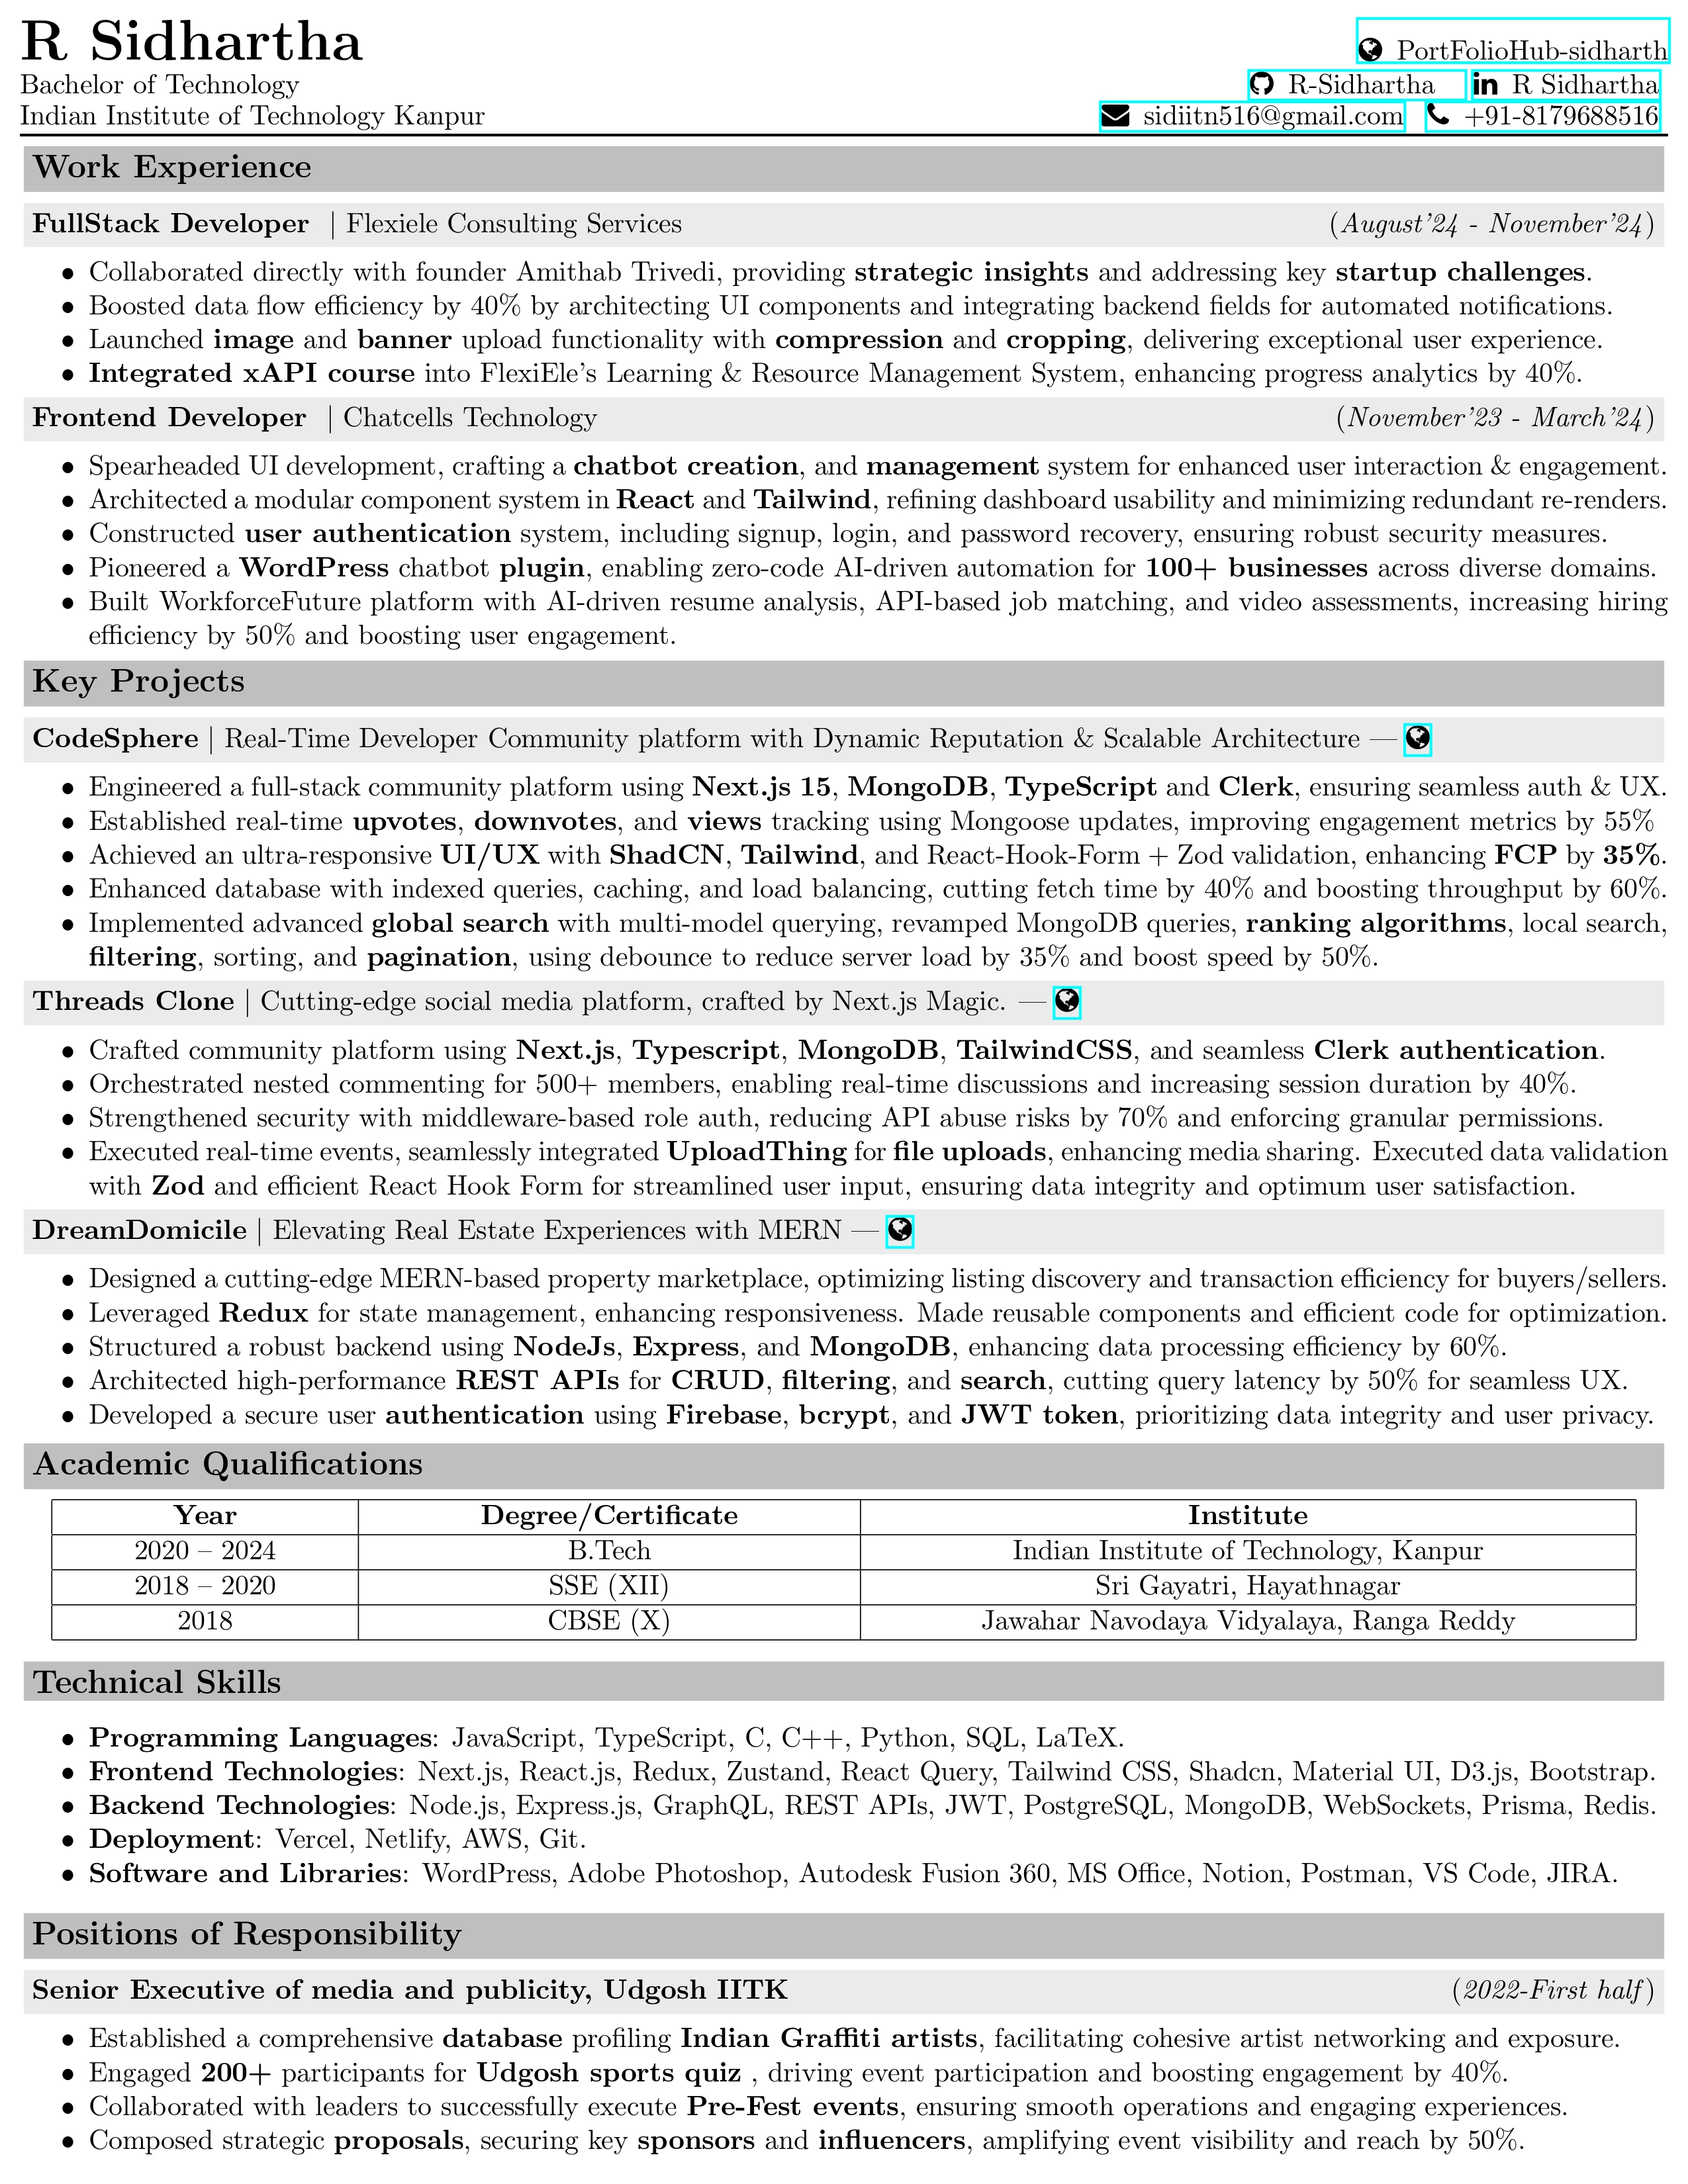 R Sidhartha
PortFolioHub-sidharth
Bachelor of Technology
R-Sidhartha
R Sidhartha
Indian Institute of Technology Kanpur
sidiitn516@gmail.com
+91-8179688516
Work Experience
FullStack Developer | Flexiele Consulting Services (August'24 - November'24)
• Collaborated directly with founder Amithab Trivedi, providing strategic insights and addressing key startup challenges.
• Boosted data flow efficiency by 40% by architecting UI components and integrating backend fields for automated notifications.
• Launched image and banner upload functionality with compression and cropping, delivering exceptional user experience.
• Integrated xAPI course into FlexiEle's Learning & Resource Management System, enhancing progress analytics by 40%.
Frontend Developer | Chatcells Technology (November'23 - March'24)
• Spearheaded UI development, crafting a chatbot creation, and management system for enhanced user interaction & engagement.
• Architected a modular component system in React and Tailwind, refining dashboard usability and minimizing redundant re-renders.
• Constructed user authentication system, including signup, login, and password recovery, ensuring robust security measures.
• Pioneered a WordPress chatbot plugin, enabling zero-code AI-driven automation for 100+ businesses across diverse domains.
• Built WorkforceFuture platform with AI-driven resume analysis, API-based job matching, and video assessments, increasing hiring
efficiency by 50% and boosting user engagement.
Key Projects
CodeSphere | Real-Time Developer Community platform with Dynamic Reputation & Scalable Architecture —
• Engineered a full-stack community platform using Next.js 15, MongoDB, TypeScript and Clerk, ensuring seamless auth & UX.
• Established real-time upvotes, downvotes, and views tracking using Mongoose updates, improving engagement metrics by 55%
• Achieved an ultra-responsive UI/UX with ShadCN, Tailwind, and React-Hook-Form + Zod validation, enhancing FCP by 35%.
• Enhanced database with indexed queries, caching, and load balancing, cutting fetch time by 40% and boosting throughput by 60%.
• Implemented advanced global search with multi-model querying, revamped MongoDB queries, ranking algorithms, local search,
filtering, sorting, and pagination, using debounce to reduce server load by 35% and boost speed by 50%.
Threads Clone | Cutting-edge social media platform, crafted by Next.js Magic. —
• Crafted community platform using Next.js, Typescript, MongoDB, TailwindCSS, and seamless Clerk authentication.
• Orchestrated nested commenting for 500+ members, enabling real-time discussions and increasing session duration by 40%.
• Strengthened security with middleware-based role auth, reducing API abuse risks by 70% and enforcing granular permissions.
• Executed real-time events, seamlessly integrated UploadThing for file uploads, enhancing media sharing. Executed data validation
with Zod and efficient React Hook Form for streamlined user input, ensuring data integrity and optimum user satisfaction.
DreamDomicile | Elevating Real Estate Experiences with MERN —
• Designed a cutting-edge MERN-based property marketplace, optimizing listing discovery and transaction efficiency for buyers/sellers.
• Leveraged Redux for state management, enhancing responsiveness. Made reusable components and efficient code for optimization.
• Structured a robust backend using NodeJs, Express, and MongoDB, enhancing data processing efficiency by 60%.
• Architected high-performance REST APIs for CRUD, filtering, and search, cutting query latency by 50% for seamless UX.
• Developed a secure user authentication using Firebase, bcrypt, and JWT token, prioritizing data integrity and user privacy.
Academic Qualifications
Year Degree/Certificate Institute
2020 – 2024 B.Tech Indian Institute of Technology, Kanpur
2018 – 2020 SSE (XII) Sri Gayatri, Hayathnagar
2018 CBSE (X) Jawahar Navodaya Vidyalaya, Ranga Reddy
Technical Skills
• Programming Languages: JavaScript, TypeScript, C, C++, Python, SQL, LaTeX.
• Frontend Technologies: Next.js, React.js, Redux, Zustand, React Query, Tailwind CSS, Shadcn, Material UI, D3.js, Bootstrap.
• Backend Technologies: Node.js, Express.js, GraphQL, REST APIs, JWT, PostgreSQL, MongoDB, WebSockets, Prisma, Redis.
• Deployment: Vercel, Netlify, AWS, Git.
• Software and Libraries: WordPress, Adobe Photoshop, Autodesk Fusion 360, MS Office, Notion, Postman, VS Code, JIRA.
Positions of Responsibility
Senior Executive of media and publicity, Udgosh IITK (2022-First half)
• Established a comprehensive database profiling Indian Graffiti artists, facilitating cohesive artist networking and exposure.
• Engaged 200+ participants for Udgosh sports quiz , driving event participation and boosting engagement by 40%.
• Collaborated with leaders to successfully execute Pre-Fest events, ensuring smooth operations and engaging experiences.
• Composed strategic proposals, securing key sponsors and influencers, amplifying event visibility and reach by 50%.